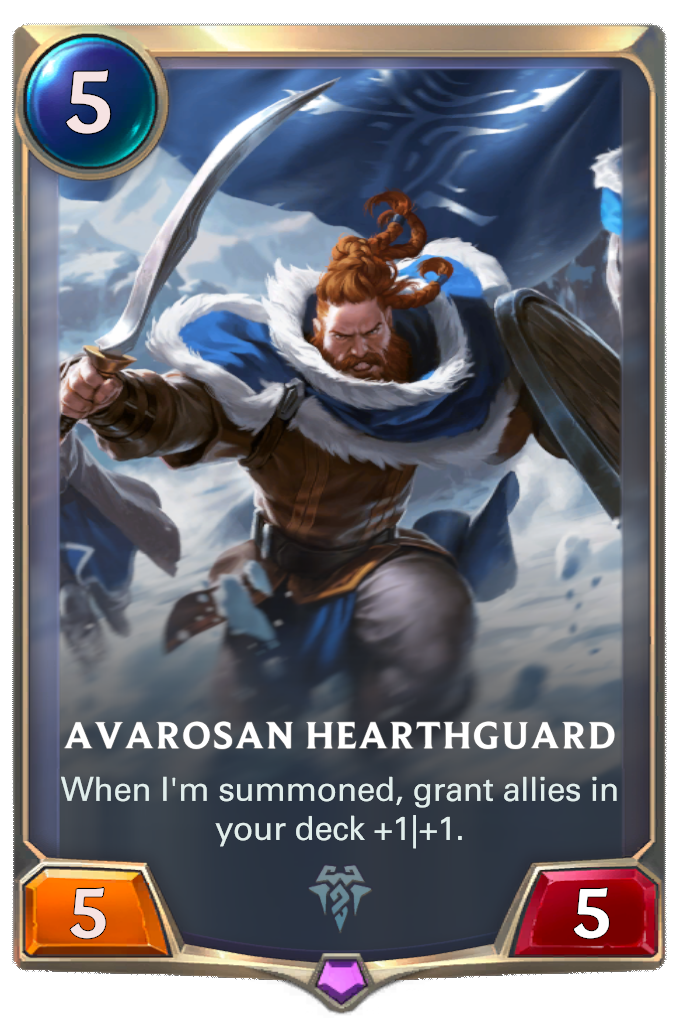 5
AVAROSAN HEARTHGUARD
When I'm summoned, grant allies in
your deck +1|+1.
5
5